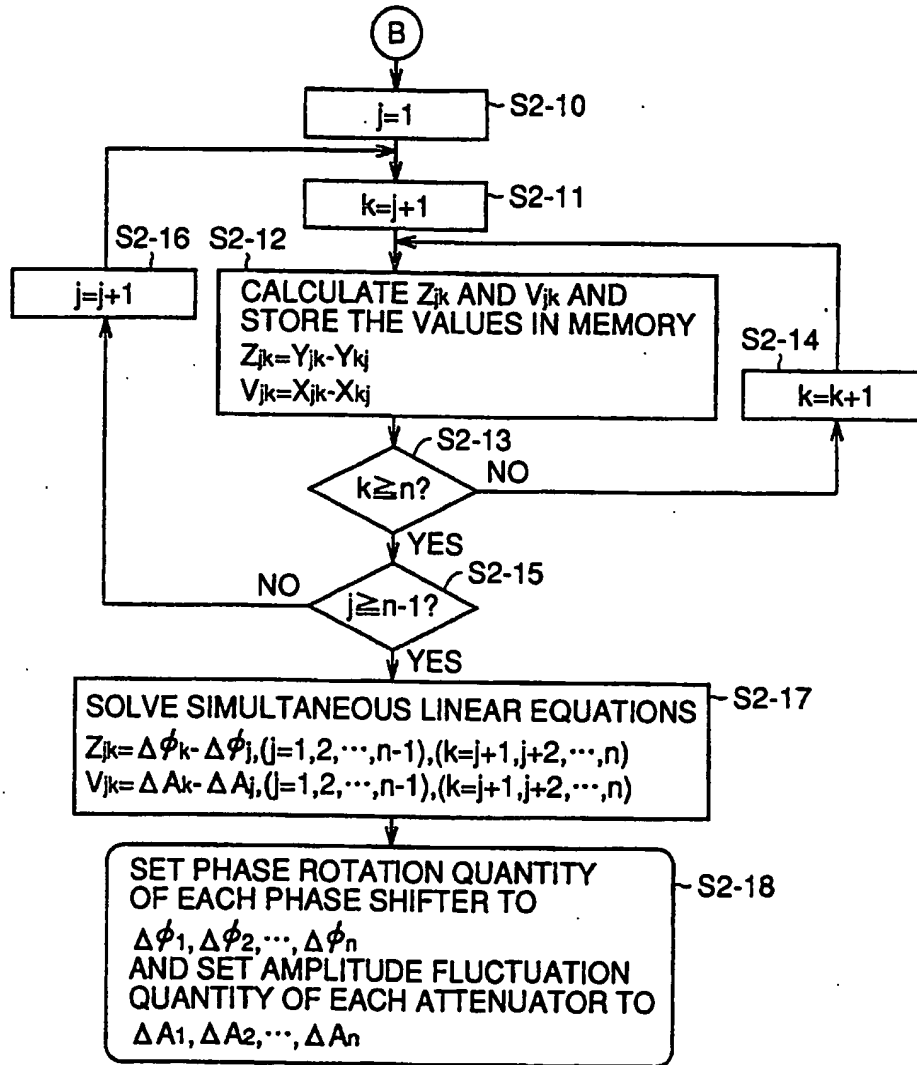 B
j=1
S2-10
k=j+1
S2-11
S2-16
j=j+1
S2-12
CALCULATE Zjk AND Vjk AND
STORE THE VALUES IN MEMORY
Zjk=Yjk-Ykj
Vjk=Xjk-Xkj
S2-14
k=k+1
S2-13
k≧n?
NO
YES
S2-15
NO
j≧n-1?
YES
S2-17
SOLVE SIMULTANEOUS LINEAR EQUATIONS
Zjk=Δϕk-Δϕj,(j=1,2,⋯,n-1),(k=j+1,j+2,⋯,n)
Vjk=ΔAk-ΔAj,(j=1,2,⋯,n-1),(k=j+1,j+2,⋯,n)
S2-18
SET PHASE ROTATION QUANTITY
OF EACH PHASE SHIFTER TO
Δϕ1,Δϕ2,⋯,Δϕn
AND SET AMPLITUDE FLUCTUATION
QUANTITY OF EACH ATTENUATOR TO
ΔA1,ΔA2,⋯,ΔAn